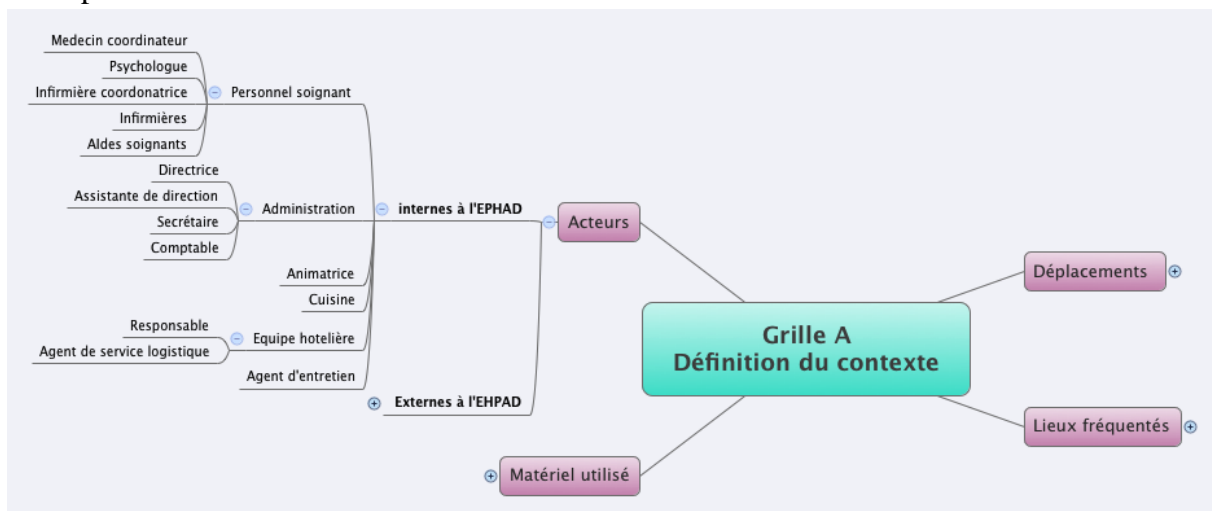 Medecin coordinateur
Psychologue
Infirmière coordonatrice
Infirmières
AIdes soignants
Personnel soignant
Directrice
Assistante de direction
Secrétaire
Comptable
Administration
Animatrice
Cuisine
Responsable
Agent de service logistique
Equipe hotelière
Agent d'entretien
internes à l'EPHAD
Externes à l'EHPAD
Acteurs
Matériel utilisé
Grille A
Définition du contexte
Déplacements
Lieux fréquentés